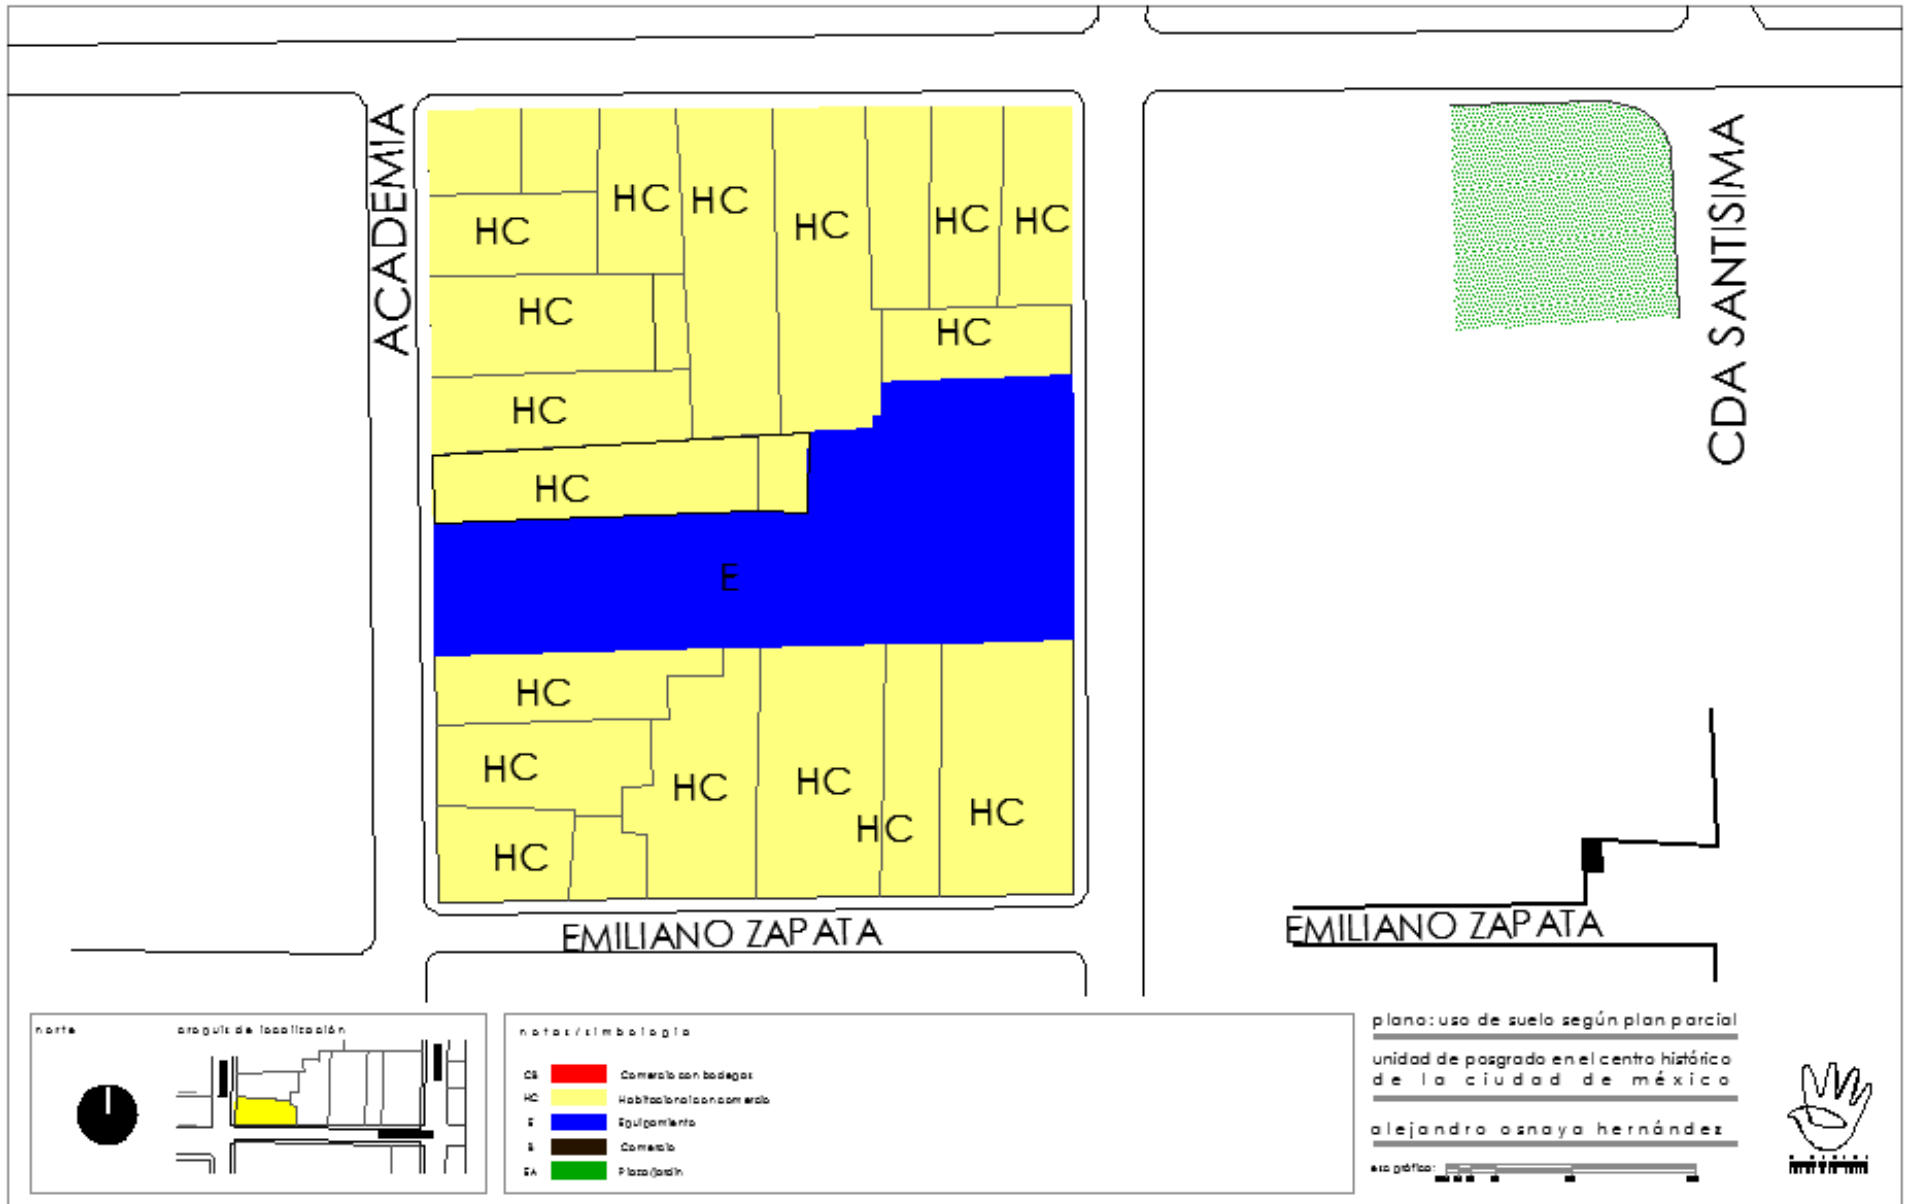 ACADEMIA
CDA SANTISIMA
HC
HC
HC
HC
HC
HC
HC
HC
HC
HC
HC
E
HC
HC
HC
HC
HC
HC
HC
EMILIANO ZAPATA
EMILIANO ZAPATA
norte
croquis de localización
notas/simbologia
CB Comercio con bodegas
HC Habitacional con comercio
E Equipamiento
Comercio
EA Plaza/jardín
plano: uso de suelo según plan parcial
unidad de posgrado en el centro histórico
de la ciudad de méxico
alejandro osnaya hernández
esc gráfica: